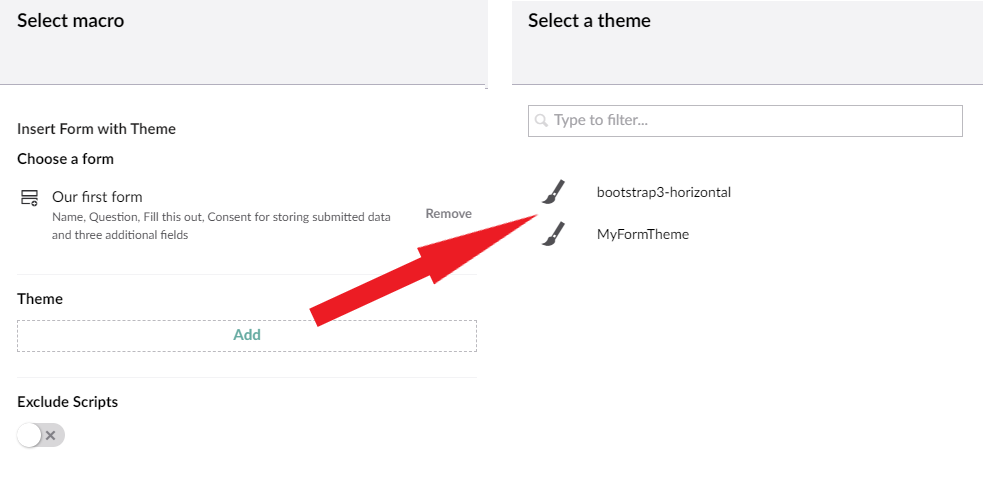 Select macro
Insert Form with Theme
Choose a form
Our first form
Name, Question, Fill this out, Consent for storing submitted data
and three additional fields
Remove
Theme
Add
Exclude Scripts
Select a theme
Type to filter...
bootstrap3-horizontal
MyFormTheme